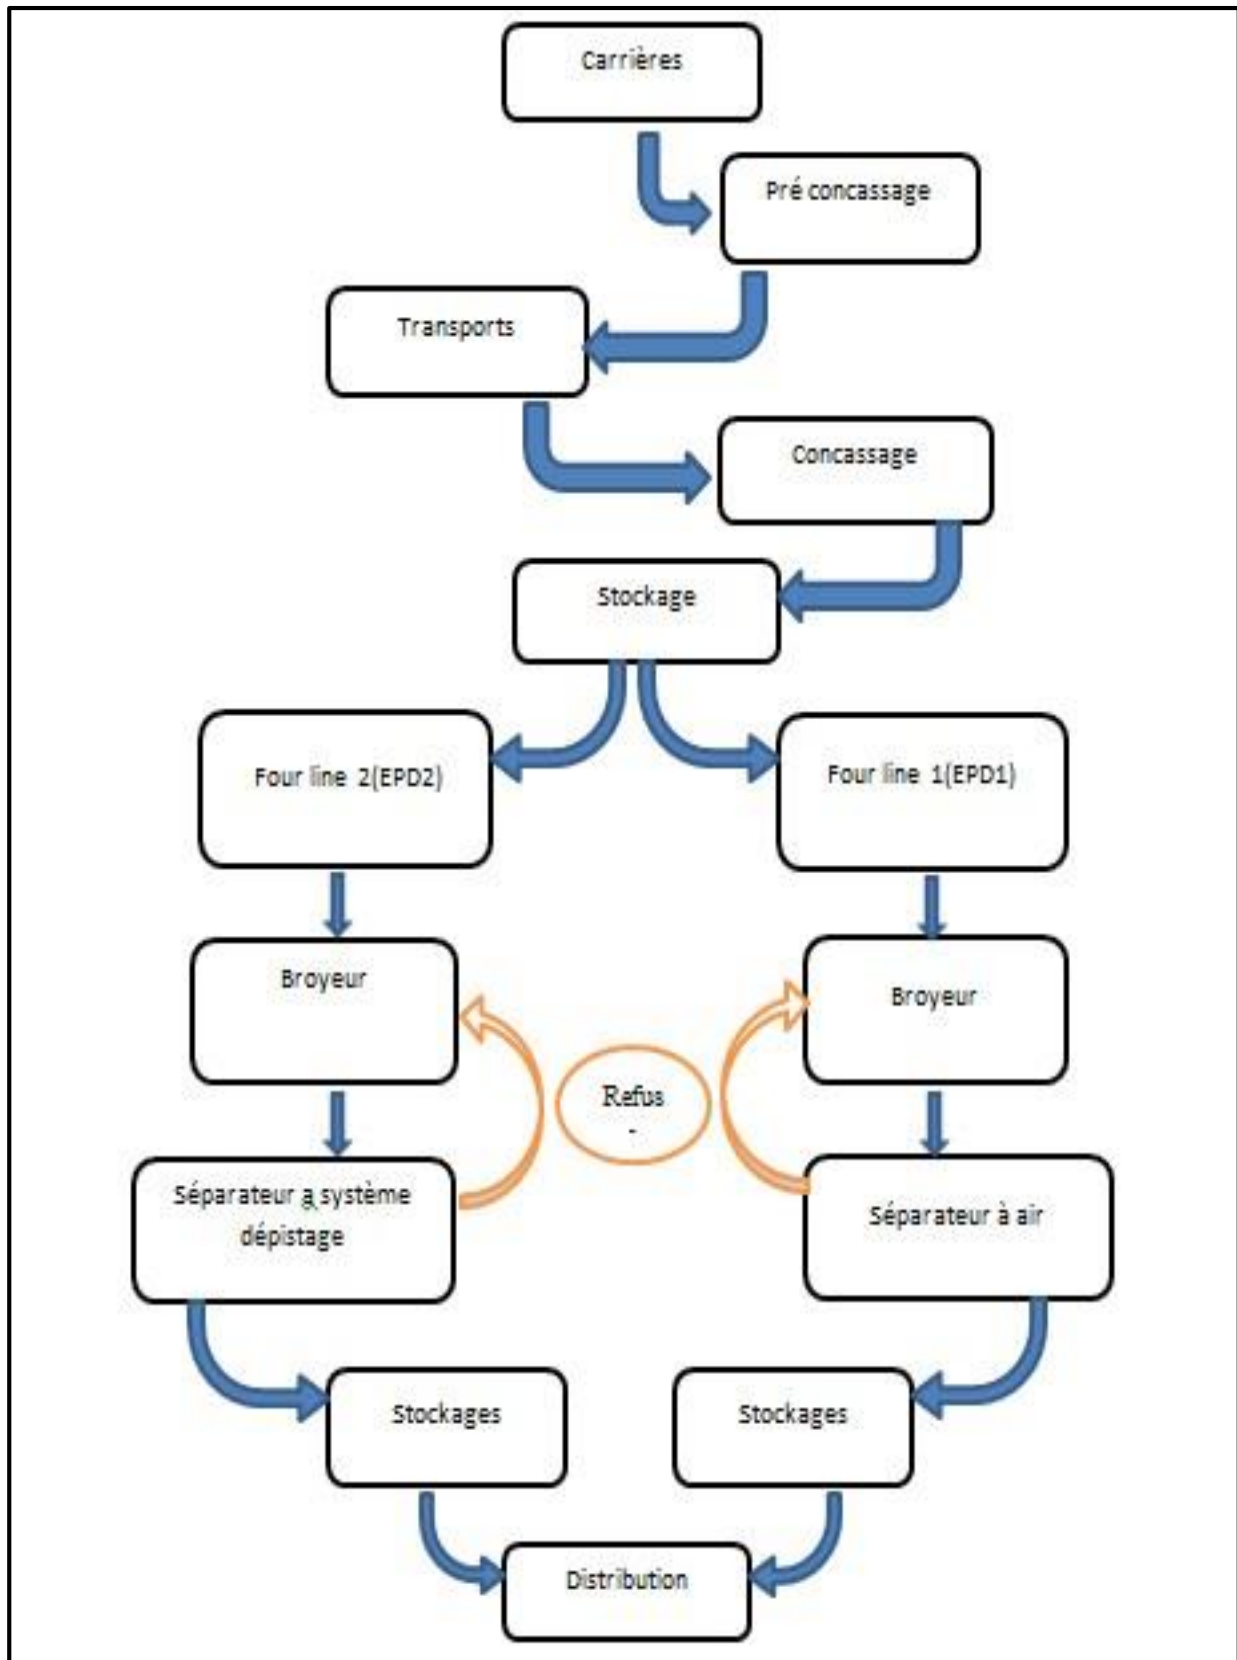 Carrières
Pré concassage
Transports
Concassage
Stockage
Four line 2(EPD2)
Four line 1(EPD1)
Broyeur
Broyeur
Refus
-
Séparateur a système
dépistage
Séparateur à air
Stockages
Stockages
Distribution